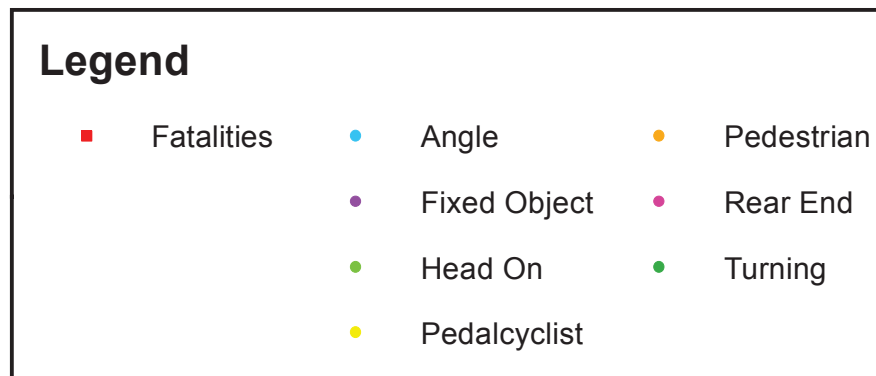 Legend
Fatalities
Angle
Fixed Object
Head On
Pedalcyclist
Pedestrian
Rear End
Turning